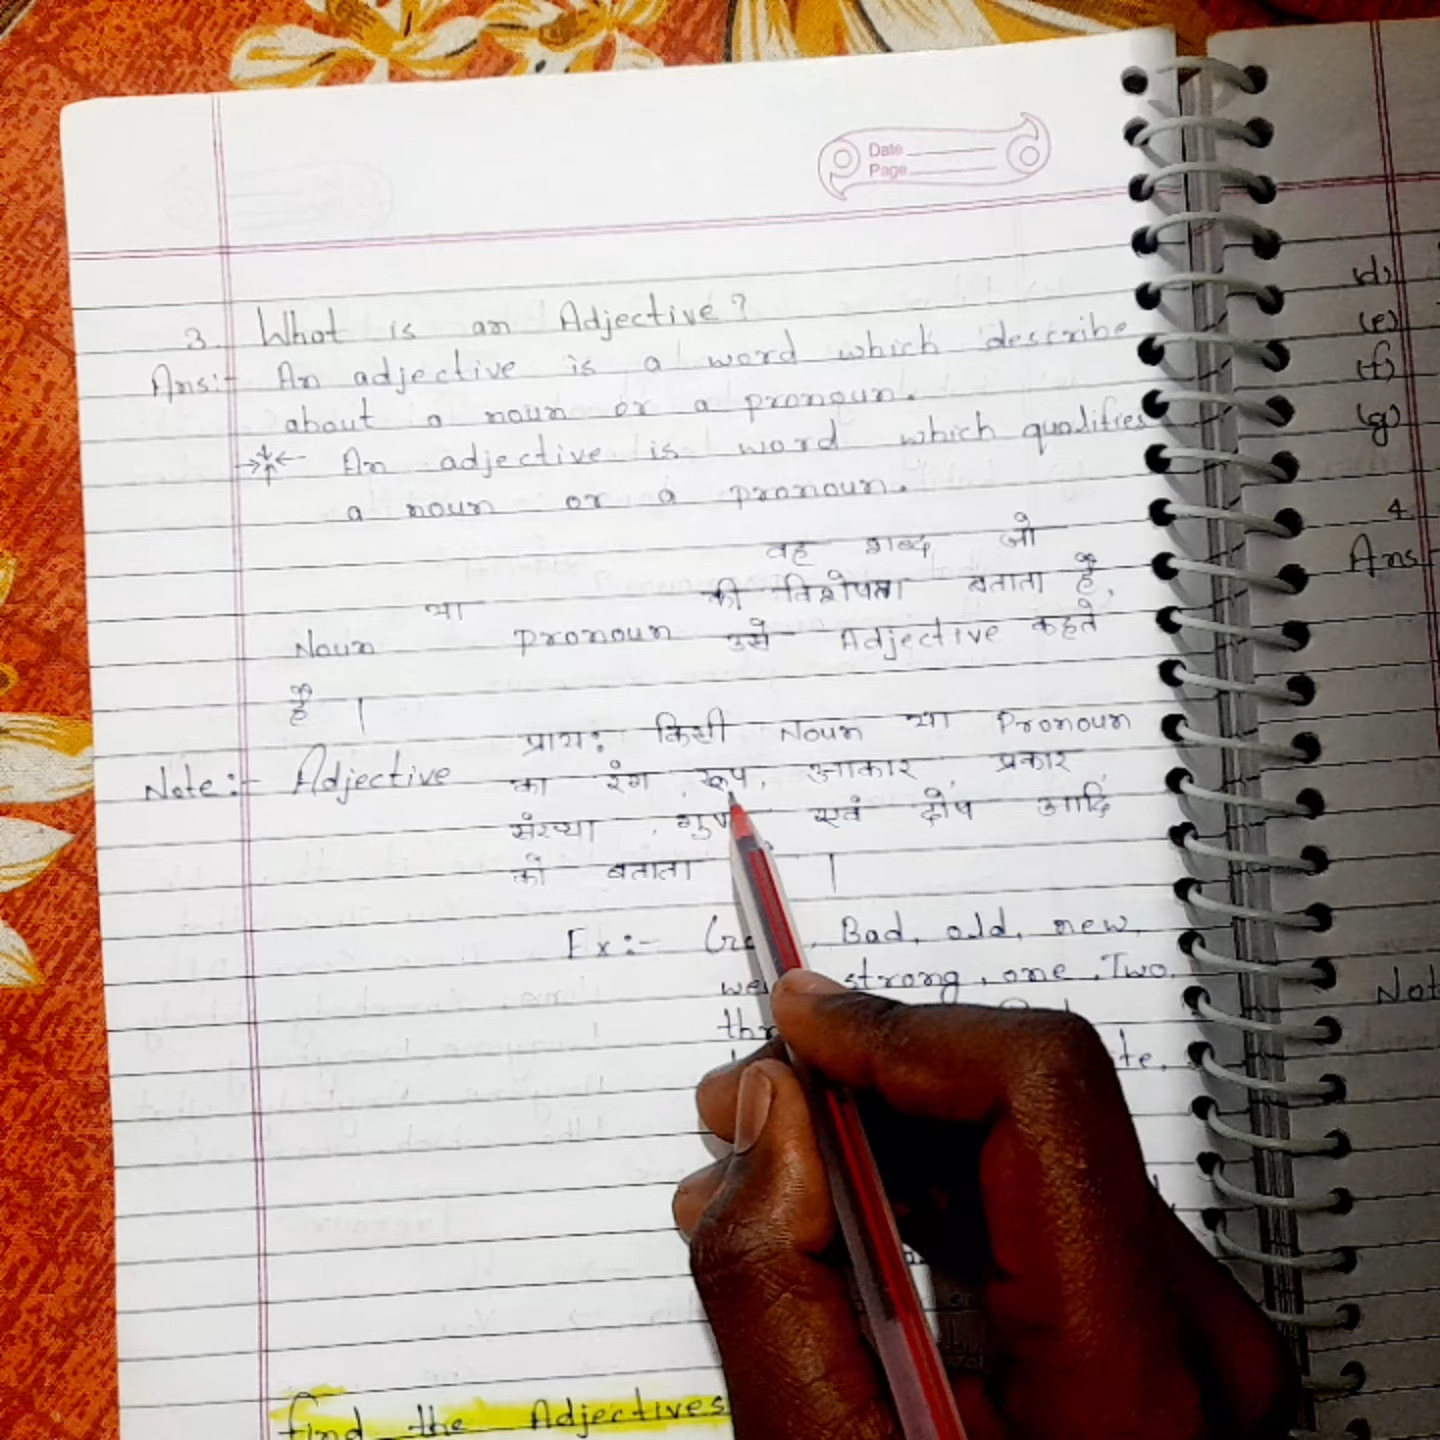 Date
Page
3. What is an Adjective?
Ans:- An adjective is a word which describe
about a noun or a pronoun.
An adjective is word which qualifies
a noun or a pronoun.
वह शब्द जो
Noun या pronoun की विशेषता बताता है,
उसे Adjective कहते
हैं |
Note:- Adjective प्रायः किसी Noun या Pronoun
का रंग, रूप, आकार, प्रकार,
संख्या, गुण एवं दोष आदि
को बताता |
Ex:- Bad, old, new,
strong, one, Two,
find the Adjectives
(d)
(e)
(f)
(g)
4.
Ans